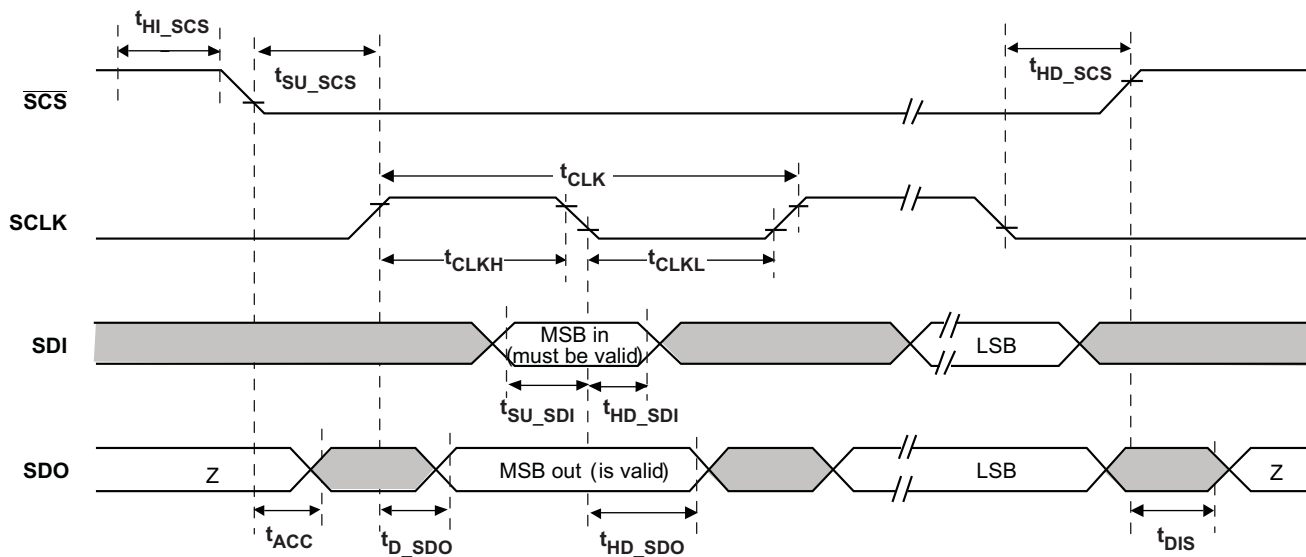 tHI_SCS
tSU_SCS
tHD_SCS
SCS
tCLK
SCLK
tCLKH
tCLKL
SDI
MSB in
(must be valid)
LSB
tSU_SDI
tHD_SDI
SDO
Z
MSB out (is valid)
LSB
Z
tACC
tD_SDO
tHD_SDO
tDIS